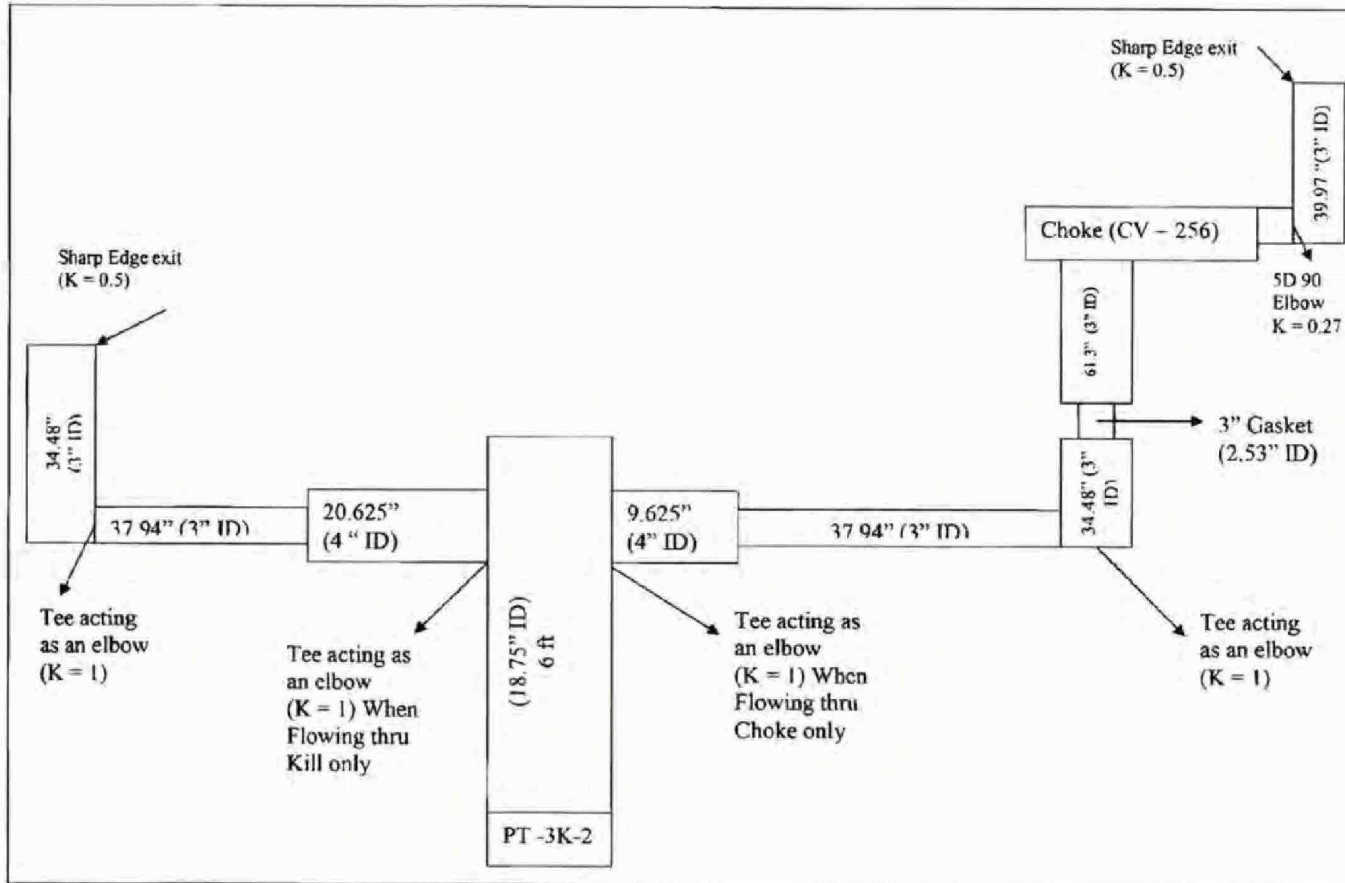 Sharp Edge exit
(K = 0.5)
39.97 "(3" ID)
Choke (CV – 256)
5D 90
Elbow
K = 0.27
61.3" (3" ID)
3" Gasket
(2.53" ID)
34.48" (3"
ID)
Sharp Edge exit
(K = 0.5)
34.48"
(3" ID)
37.94" (3" ID)
20.625"
(4 " ID)
(18.75" ID)
6 ft
9.625"
(4" ID)
37.94" (3" ID)
Tee acting
as an elbow
(K = 1)
Tee acting as
an elbow
(K = 1) When
Flowing thru
Kill only
Tee acting as
an elbow
(K = 1) When
Flowing thru
Choke only
Tee acting
as an elbow
(K = 1)
PT -3K-2